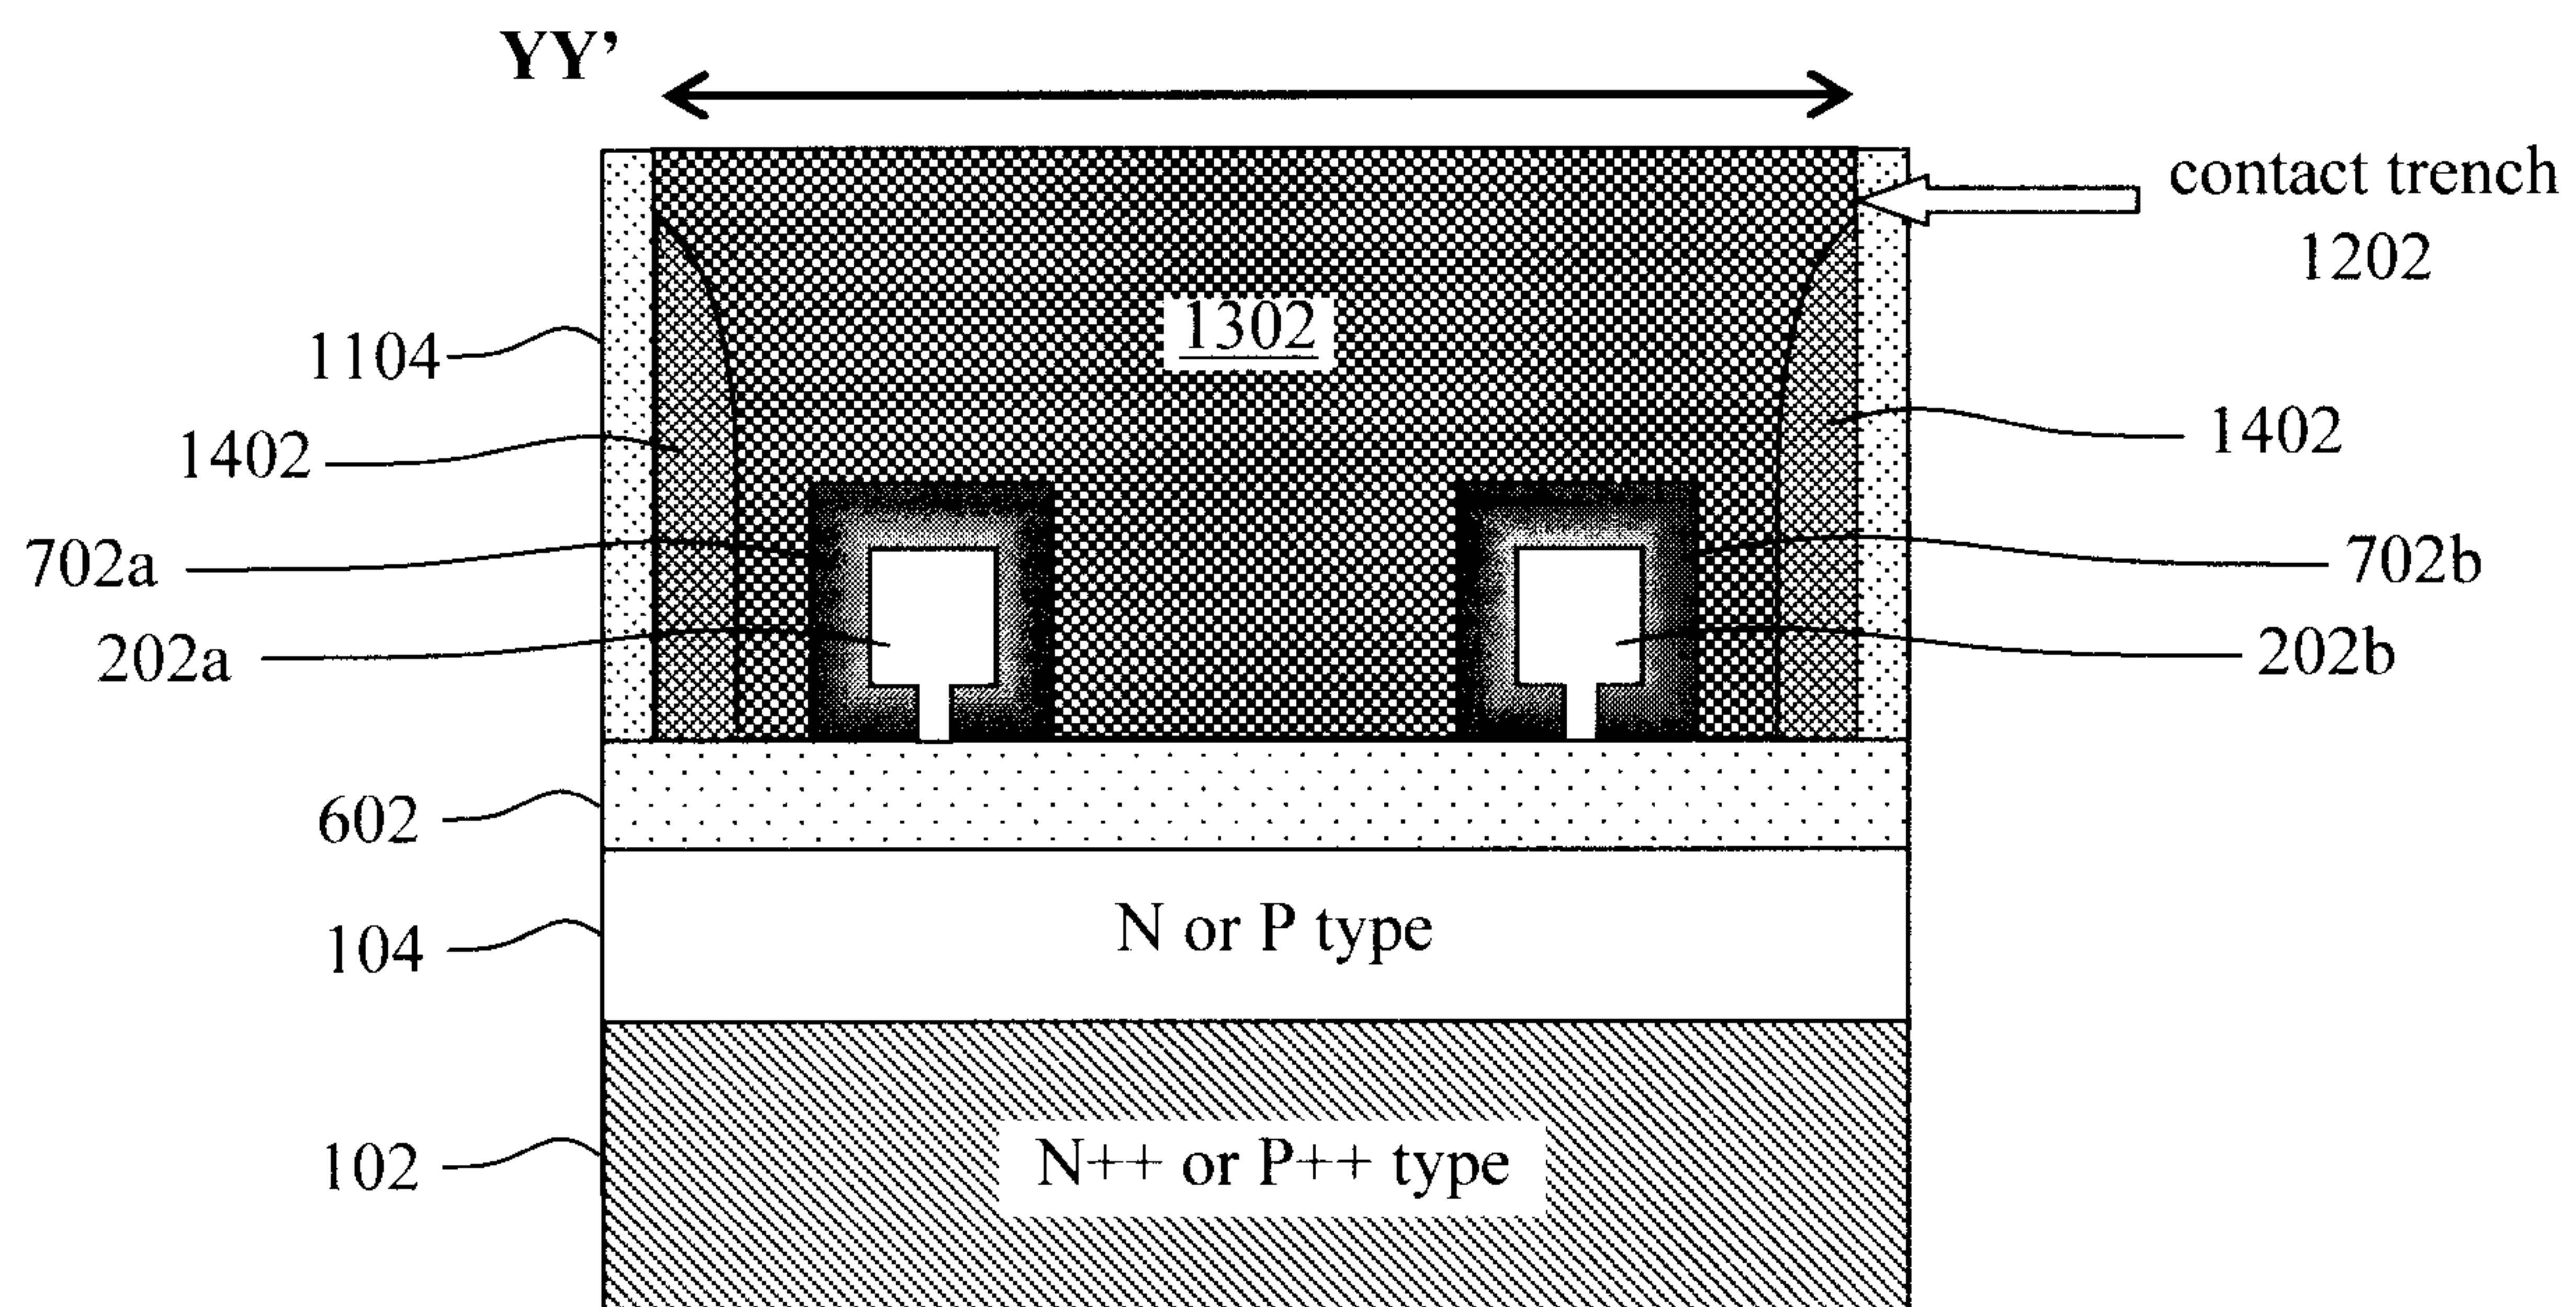 YY’
contact trench
1202
1302
1104
1402
1402
702a
702b
202a
202b
602
N or P type
104
N++ or P++ type
102